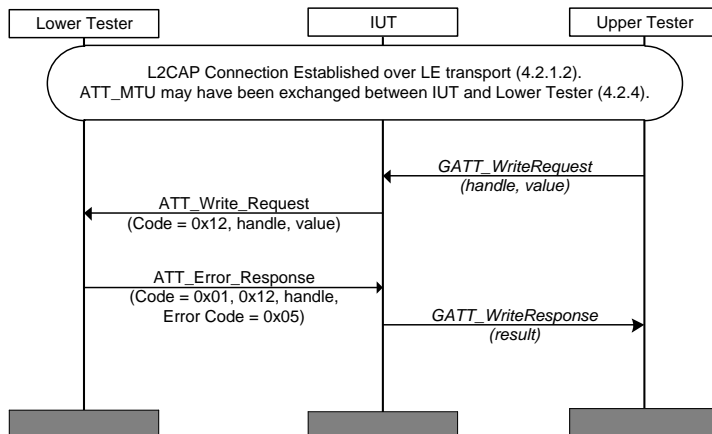 Lower Tester
IUT
Upper Tester
L2CAP Connection Established over LE transport (4.2.1.2).
ATT_MTU may have been exchanged between IUT and Lower Tester (4.2.4).
GATT_WriteRequest
(handle, value)
ATT_Write_Request
(Code = 0x12, handle, value)
ATT_Error_Response
(Code = 0x01, 0x12, handle,
Error Code = 0x05)
GATT_WriteResponse
(result)